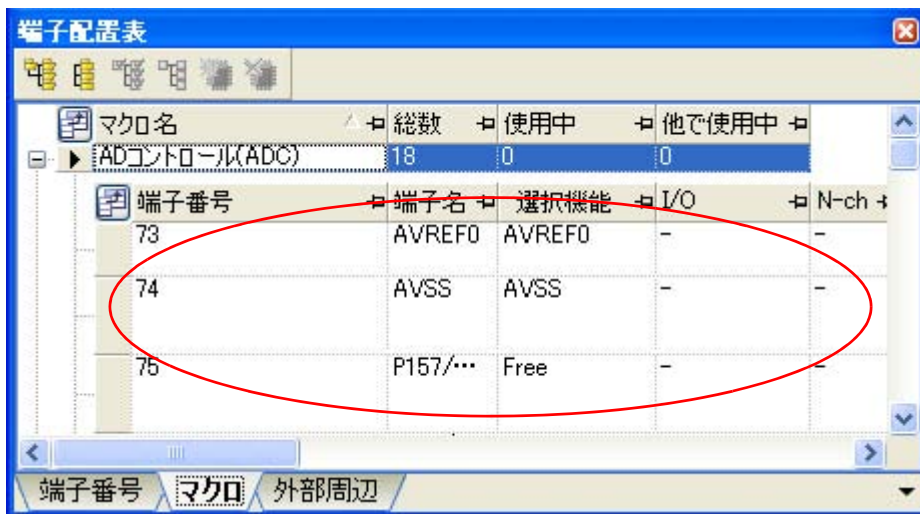 端子配置表
マクロ名 総数 使用中 他で使用中
ADコントロール(ADC) 18 0 0
端子番号 端子名 選択機能 I/O N-ch
73 AVREF0 AVREF0 - -
74 AVSS AVSS - -
75 P157/… Free - -
端子番号 マクロ 外部周辺